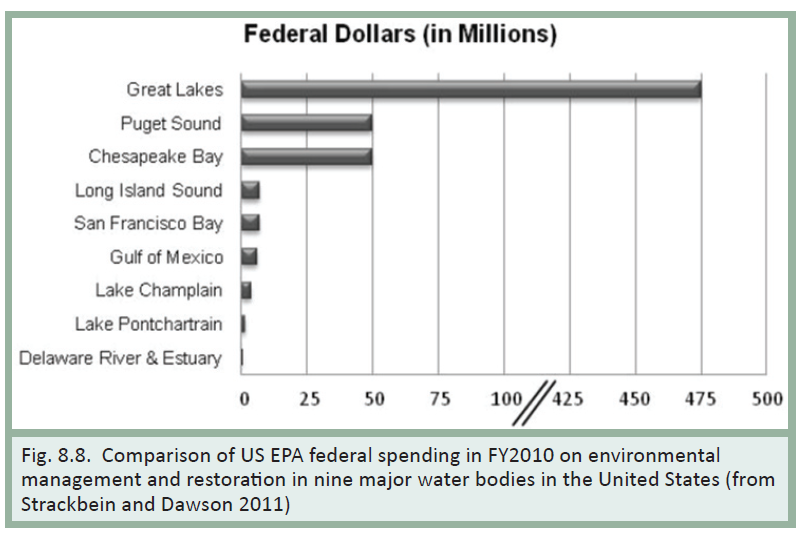 Federal Dollars (in Millions)
Great Lakes
Puget Sound
Chesapeake Bay
Long Island Sound
San Francisco Bay
Gulf of Mexico
Lake Champlain
Lake Pontchartrain
Delaware River & Estuary
0 25 50 75 100 // 425 450 475 500
Fig. 8.8. Comparison of US EPA federal spending in FY2010 on environmental
management and restoration in nine major water bodies in the United States (from
Strackbein and Dawson 2011)